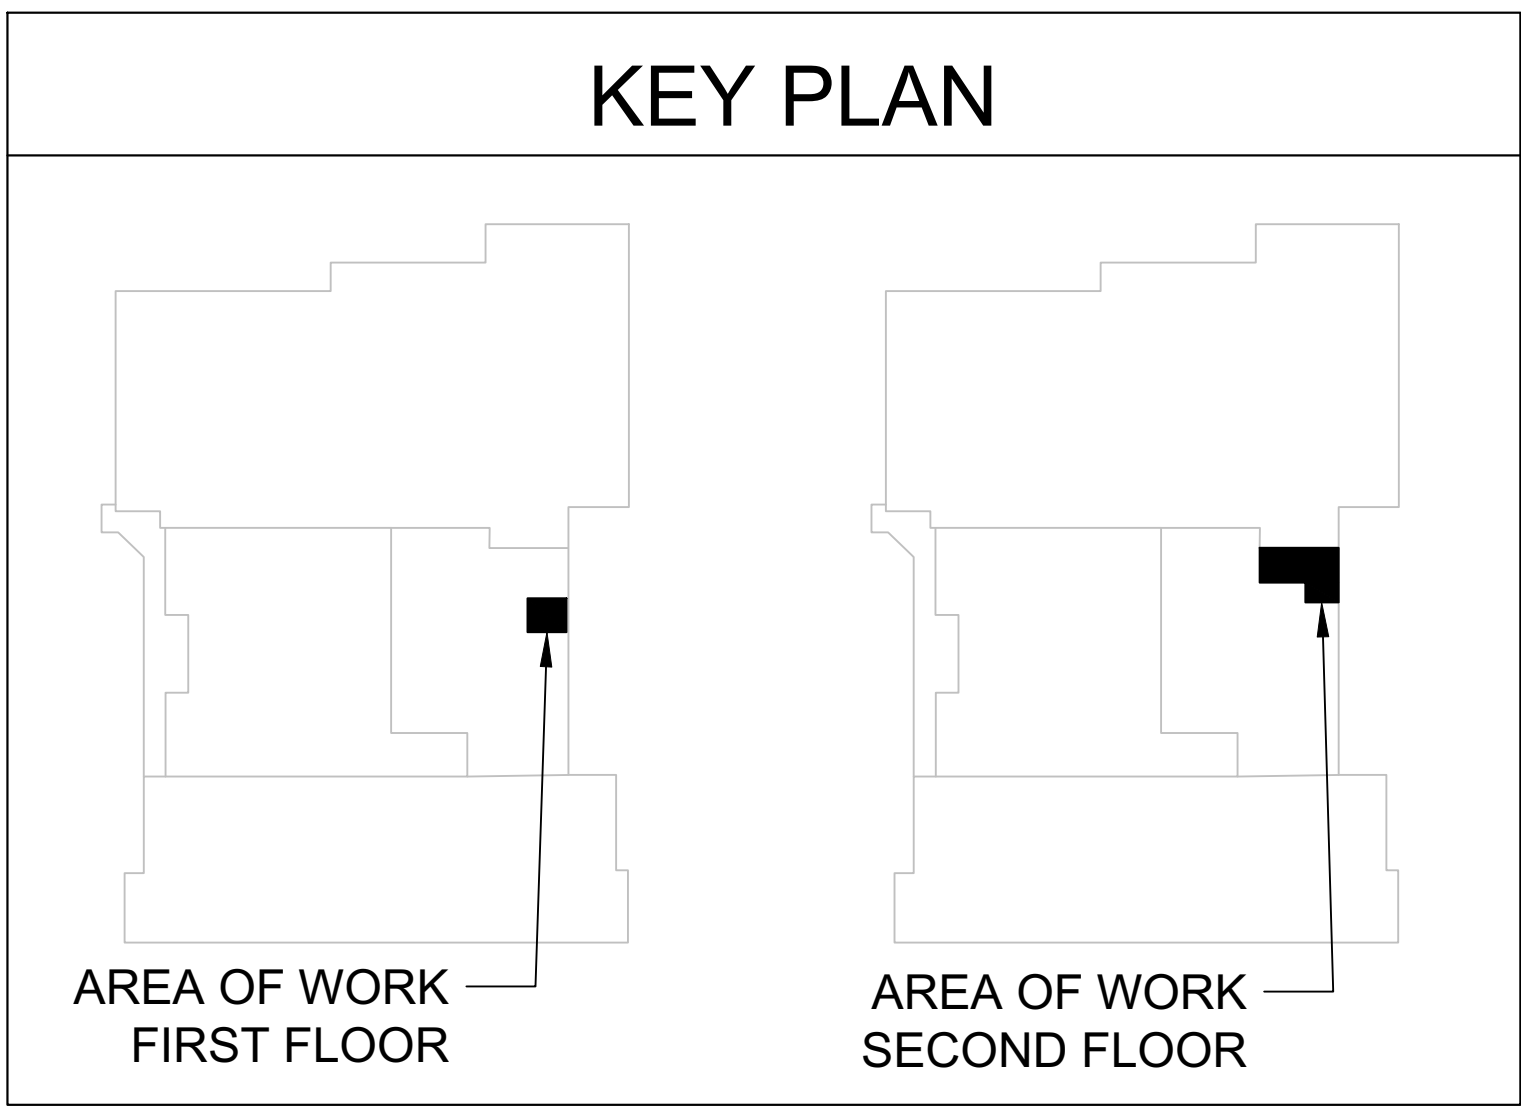 KEY PLAN
AREA OF WORK
FIRST FLOOR
AREA OF WORK
SECOND FLOOR